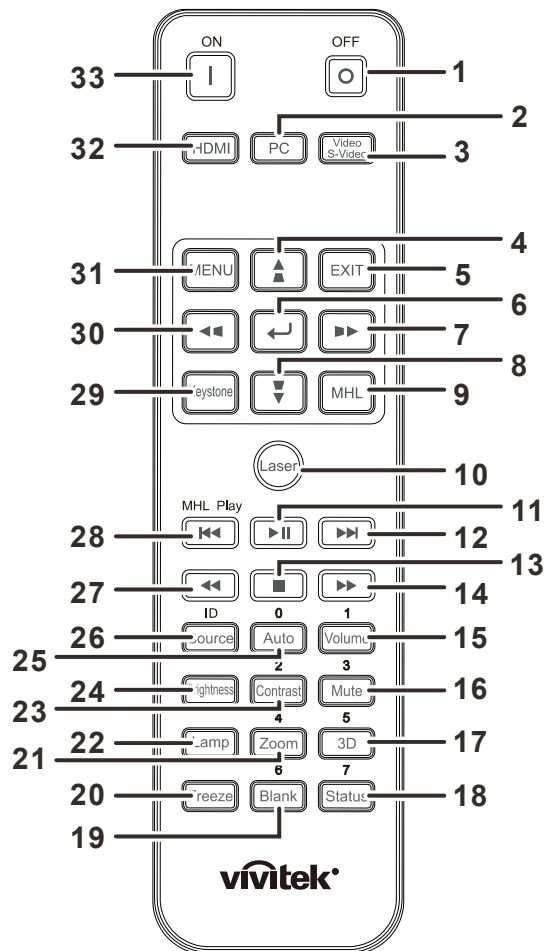 ON OFF
33 I O 1
2
32 HDMI PC Video S-Video 3
4
31 MENU EXIT 5
6
30 7
8
29 Keystone MHL 9
Laser 10
MHL Play 11
28 12
13
27 14
ID 0 1
26 Source Auto Volume 15
25 2 3
24 Brightness Contrast Mute 16
23 4 5
22 Lamp Zoom 3D 17
21 6 7
20 Freeze Blank Status 18
19
vivitek